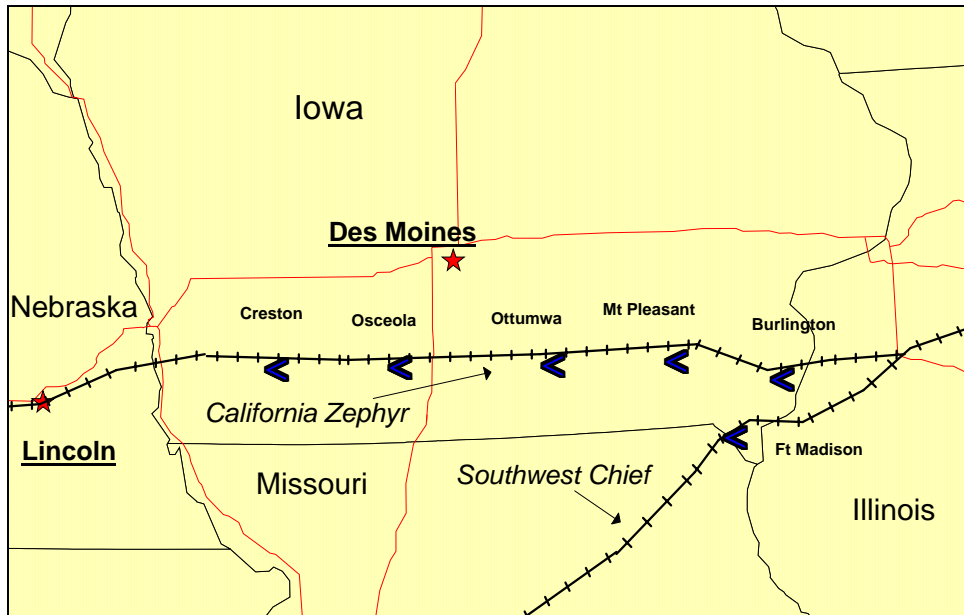 Iowa
Des Moines
Nebraska
Creston
Osceola
Ottumwa
Mt Pleasant
Burlington
California Zephyr
Lincoln
Missouri
Southwest Chief
Ft Madison
Illinois